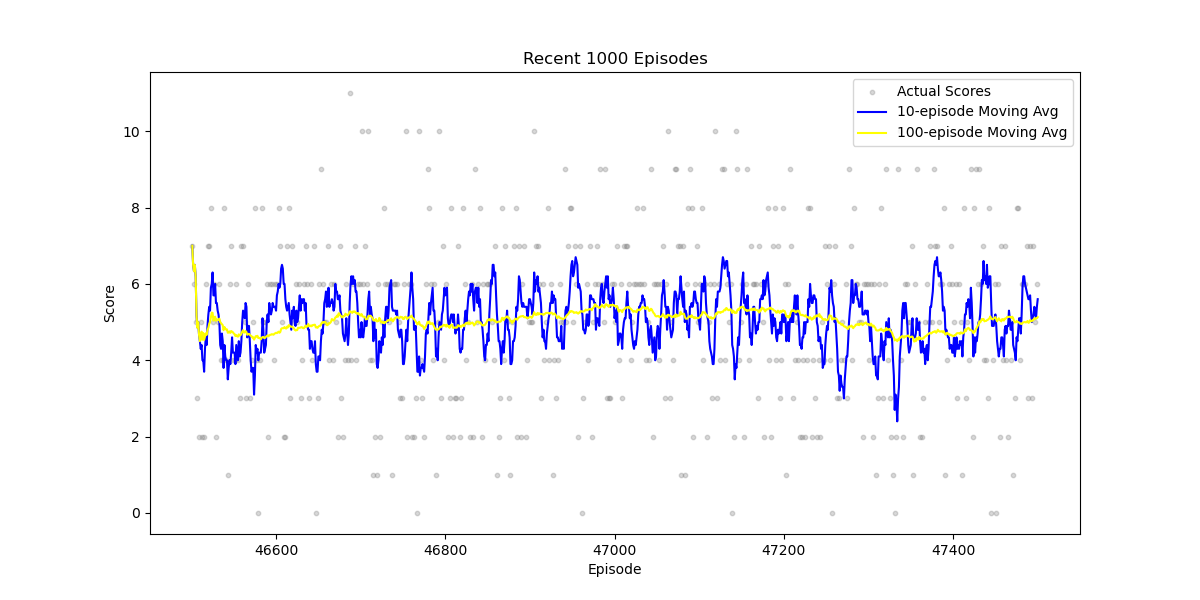 Recent 1000 Episodes
Actual Scores
10-episode Moving Avg
100-episode Moving Avg
Score
10
8
6
4
2
0
46600 46800 47000 47200 47400
Episode